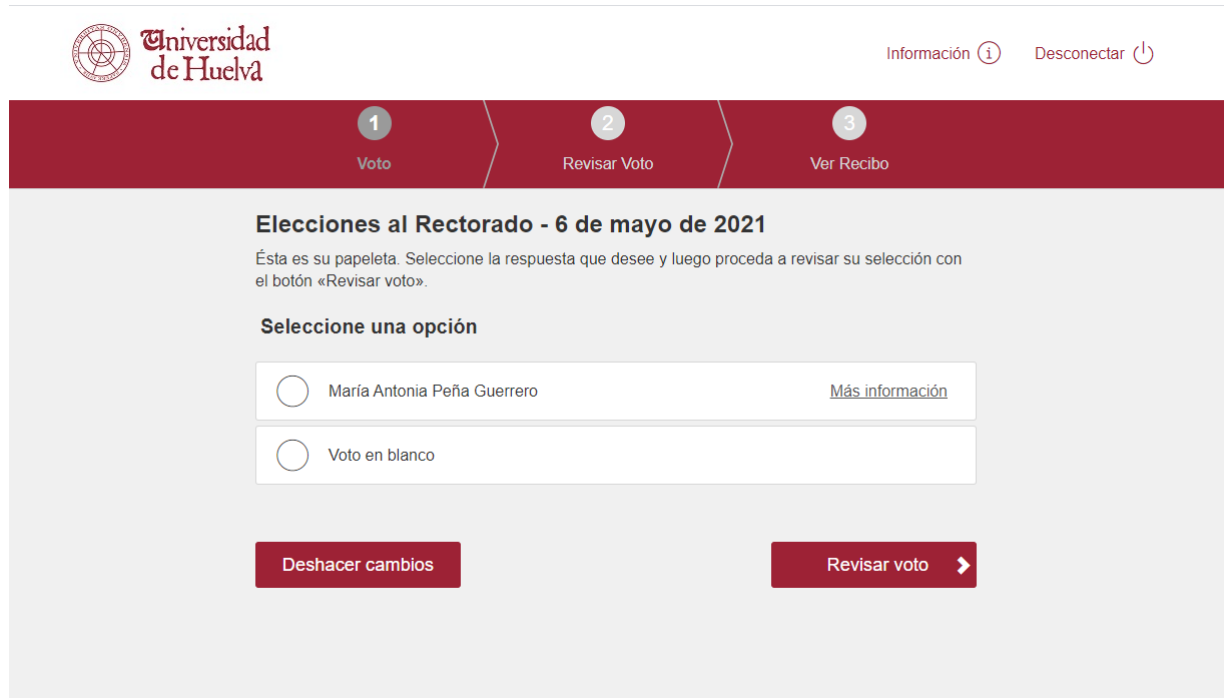 Universidad
de Huelva
Información i
Desconectar
1
Voto
2
Revisar Voto
3
Ver Recibo
Elecciones al Rectorado - 6 de mayo de 2021
Ésta es su papeleta. Seleccione la respuesta que desee y luego proceda a revisar su selección con
el botón «Revisar voto».
Seleccione una opción
María Antonia Peña Guerrero
Más información
Voto en blanco
Deshacer cambios
Revisar voto